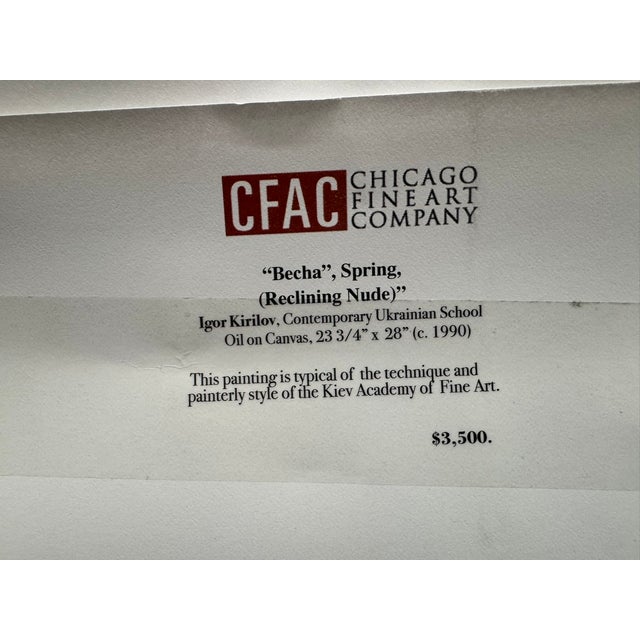 CFAC CHICAGO
FINE ART
COMPANY
“Becha”, Spring,
(Reclining Nude)”
Igor Kirilov, Contemporary Ukrainian School
Oil on Canvas, 23 3/4” x 28” (c. 1990)
This painting is typical of the technique and
painterly style of the Kiev Academy of Fine Art.
$3,500.